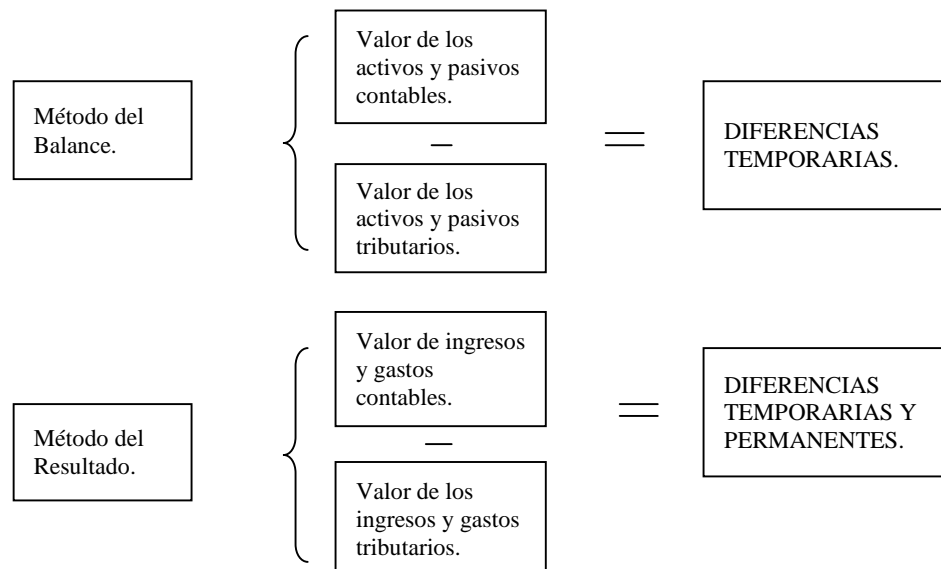 Método del
Balance.
Valor de los
activos y pasivos
contables.
–
Valor de los
activos y pasivos
tributarios.
=
DIFERENCIAS
TEMPORARIAS.
Método del
Resultado.
Valor de ingresos
y gastos
contables.
–
Valor de los
ingresos y gastos
tributarios.
=
DIFERENCIAS
TEMPORARIAS Y
PERMANENTES.